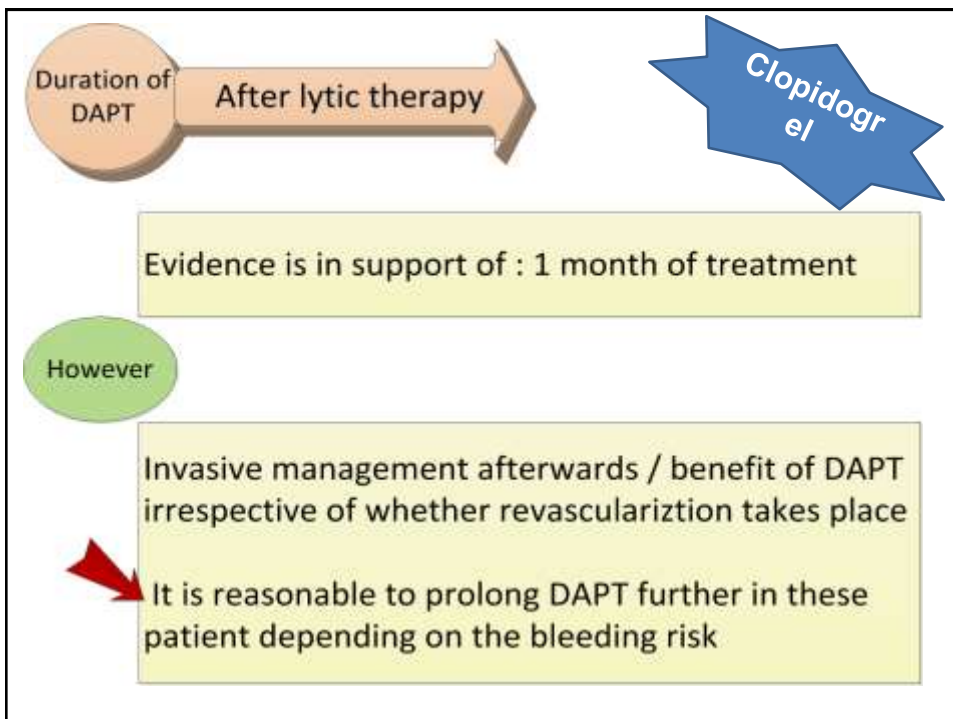 Duration of
DAPT
After lytic therapy
Clopidogr
el
Evidence is in support of : 1 month of treatment
However
Invasive management afterwards / benefit of DAPT
irrespective of whether revasculariztion takes place
It is reasonable to prolong DAPT further in these
patient depending on the bleeding risk